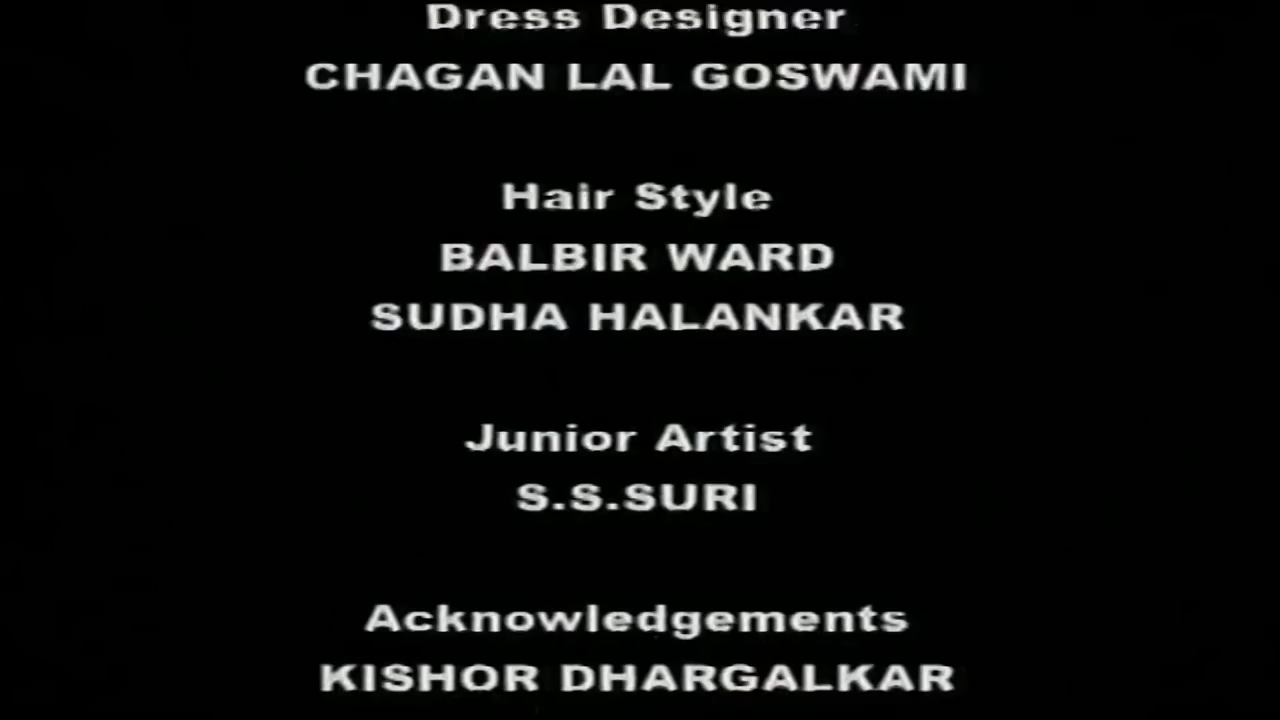 Dress Designer
CHAGAN LAL GOSWAMI
Hair Style
BALBIR WARD
SUDHA HALANKAR
Junior Artist
S.S.SURI
Acknowledgements
KISHOR DHARGALKAR